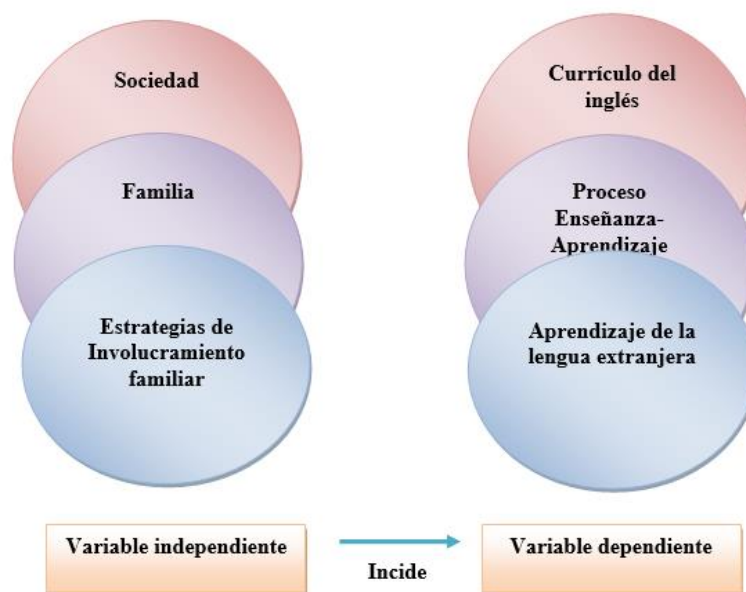 Sociedad
Familia
Estrategias de
Involucramiento
familiar
Currículo del
inglés
Proceso
Enseñanza-
Aprendizaje
Aprendizaje de la
lengua extranjera
Variable independiente
Incide
Variable dependiente